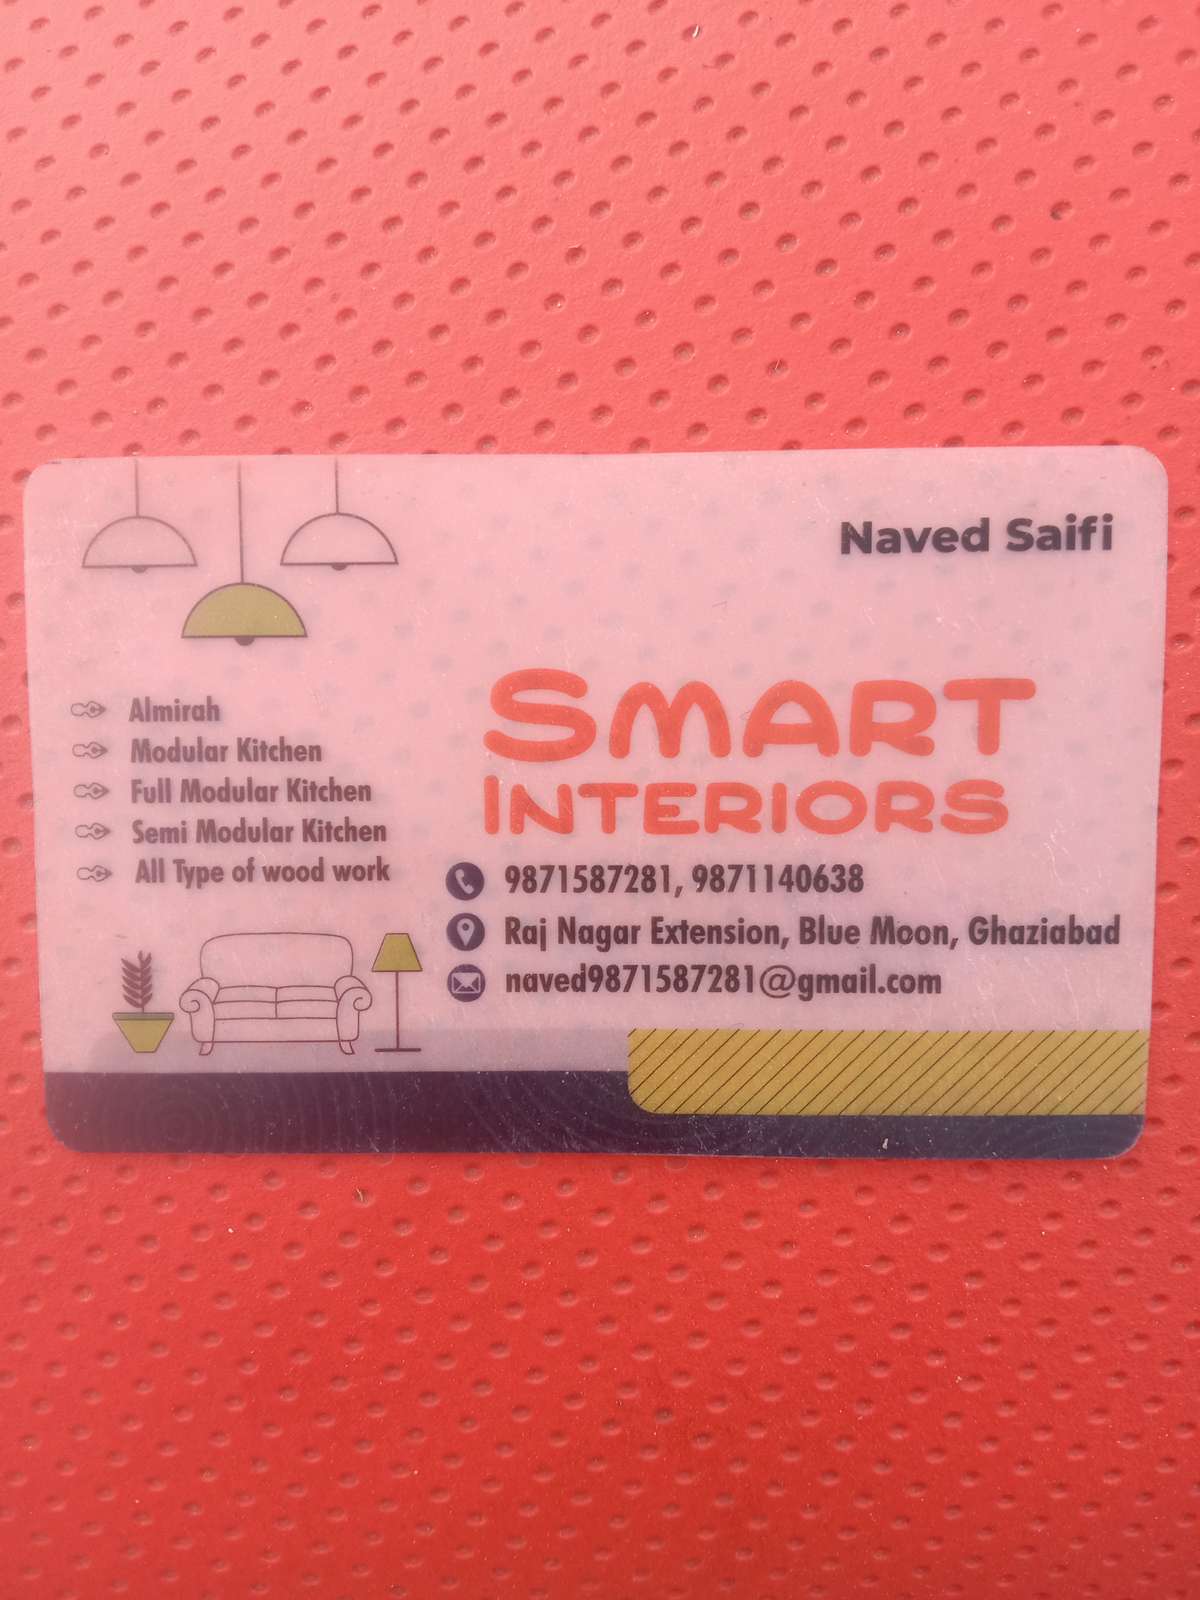 Naved Saifi
Almirah
Modular Kitchen
Full Modular Kitchen
Semi Modular Kitchen
All Type of wood work
SMART
INTERIORS
9871587281, 9871140638
Raj Nagar Extension, Blue Moon, Ghaziabad
naved9871587281@gmail.com